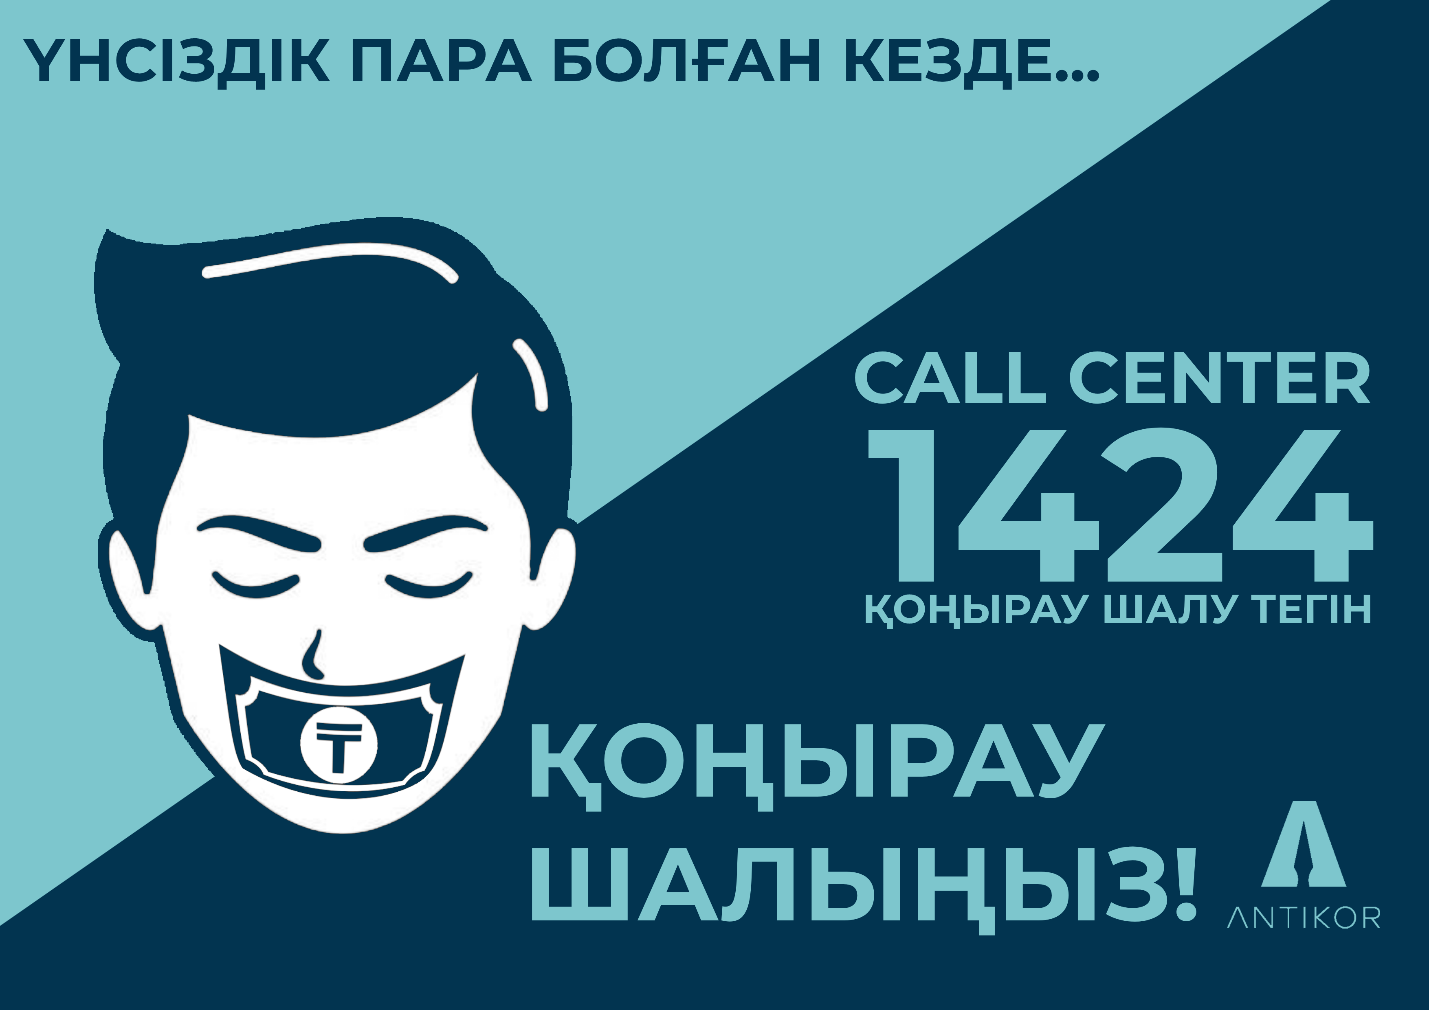 ҮНСІЗДІК ПАРА БОЛҒАН КЕЗДЕ...
CALL CENTER
1424
ҚОҢЫРАУ ШАЛУ ТЕГІН
₸
ҚОҢЫРАУ
ШАЛЫҢЫЗ!
ANTIKOR